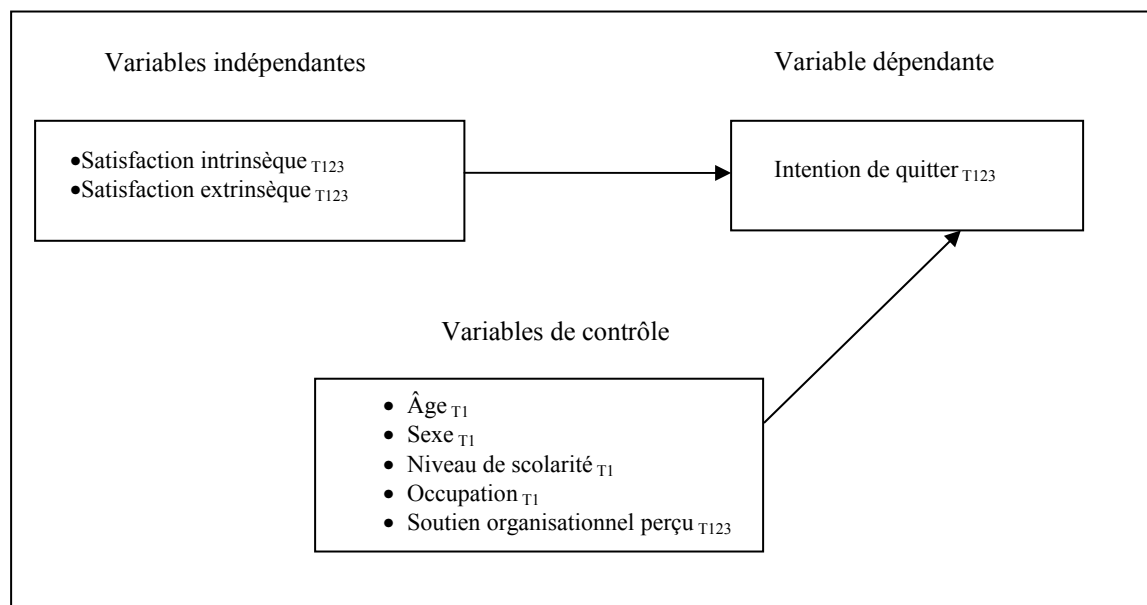 Variables indépendantes
Variable dépendante
•Satisfaction intrinsèque T123
•Satisfaction extrinsèque T123
Intention de quitter T123
Variables de contrôle
• Âge T1
• Sexe T1
• Niveau de scolarité T1
• Occupation T1
• Soutien organisationnel perçu T123